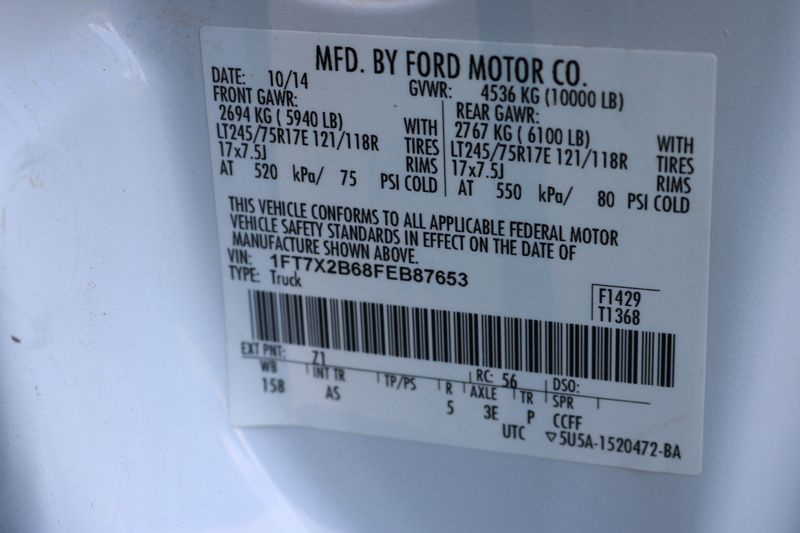 MFD. BY FORD MOTOR CO.
DATE: 10/14 GVWR: 4536 KG (10000 LB)
FRONT GAWR: REAR GAWR:
2694 KG ( 5940 LB) WITH 2767 KG ( 6100 LB) WITH
LT245/75R17E 121/118R TIRES LT245/75R17E 121/118R TIRES
17x7.5J RIMS 17x7.5J RIMS
AT 520 kPa/ 75 PSI COLD AT 550 kPa/ 80 PSI COLD
THIS VEHICLE CONFORMS TO ALL APPLICABLE FEDERAL MOTOR
VEHICLE SAFETY STANDARDS IN EFFECT ON THE DATE OF
MANUFACTURE SHOWN ABOVE.
VIN: 1FT7X2B68FEB87653
TYPE: Truck
F1429
T1368
EXT PNT: Z1 RC: 56 DSO:
WB INT TR TP/PS R AXLE TR SPR
158 AS 5 3E P CCFF
UTC ▽5U5A-1520472-BA